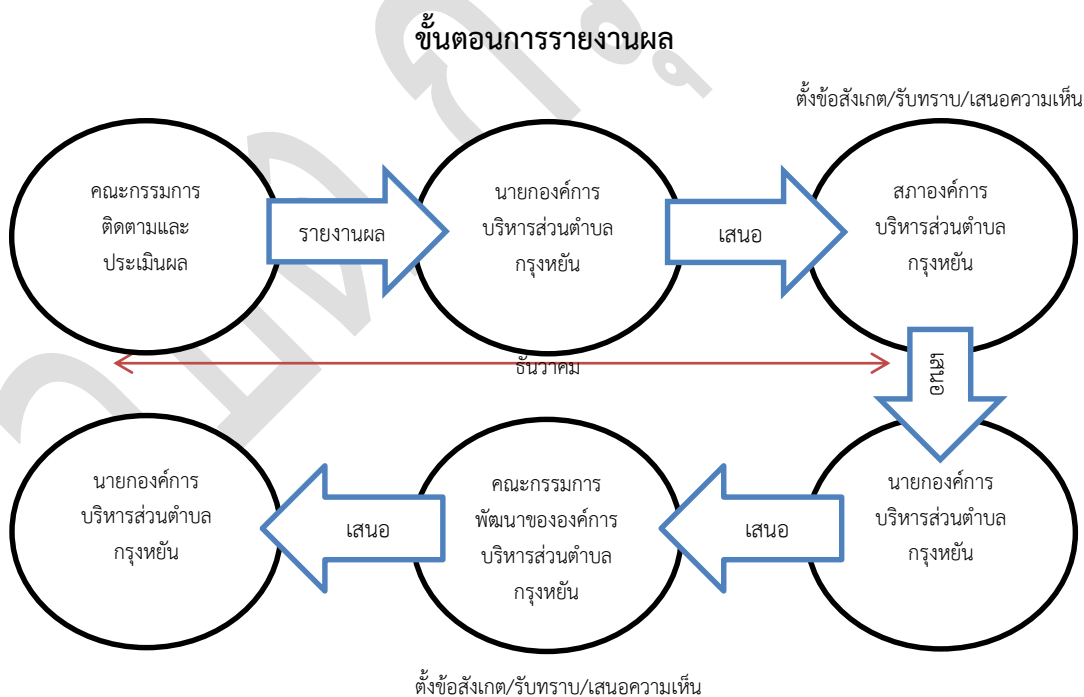 ขั้นตอนการรายงานผล
ตั้งข้อสังเกต/รับทราบ/เสนอความเห็น
คณะกรรมการ
ติดตามและ
ประเมินผล
รายงานผล
นายกองค์การ
บริหารส่วนตำบล
กรุงหยัน
เสนอ
สภาองค์การ
บริหารส่วนตำบล
กรุงหยัน
ธันวาคม
เสนอ
นายกองค์การ
บริหารส่วนตำบล
กรุงหยัน
เสนอ
คณะกรรมการ
พัฒนาขององค์การ
บริหารส่วนตำบล
กรุงหยัน
เสนอ
นายกองค์การ
บริหารส่วนตำบล
กรุงหยัน
ตั้งข้อสังเกต/รับทราบ/เสนอความเห็น